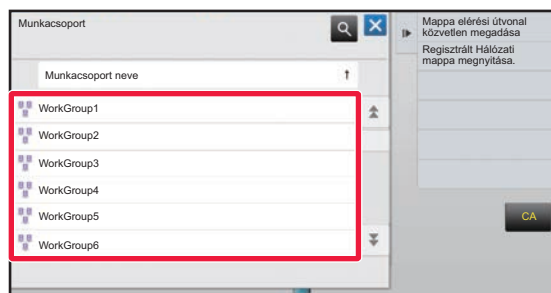 Munkacsoport
Munkacsoport neve
WorkGroup1
WorkGroup2
WorkGroup3
WorkGroup4
WorkGroup5
WorkGroup6
Mappa elérési útvonal
közvetlen megadása
Regisztrált Hálózati
mappa megnyitása.
CA